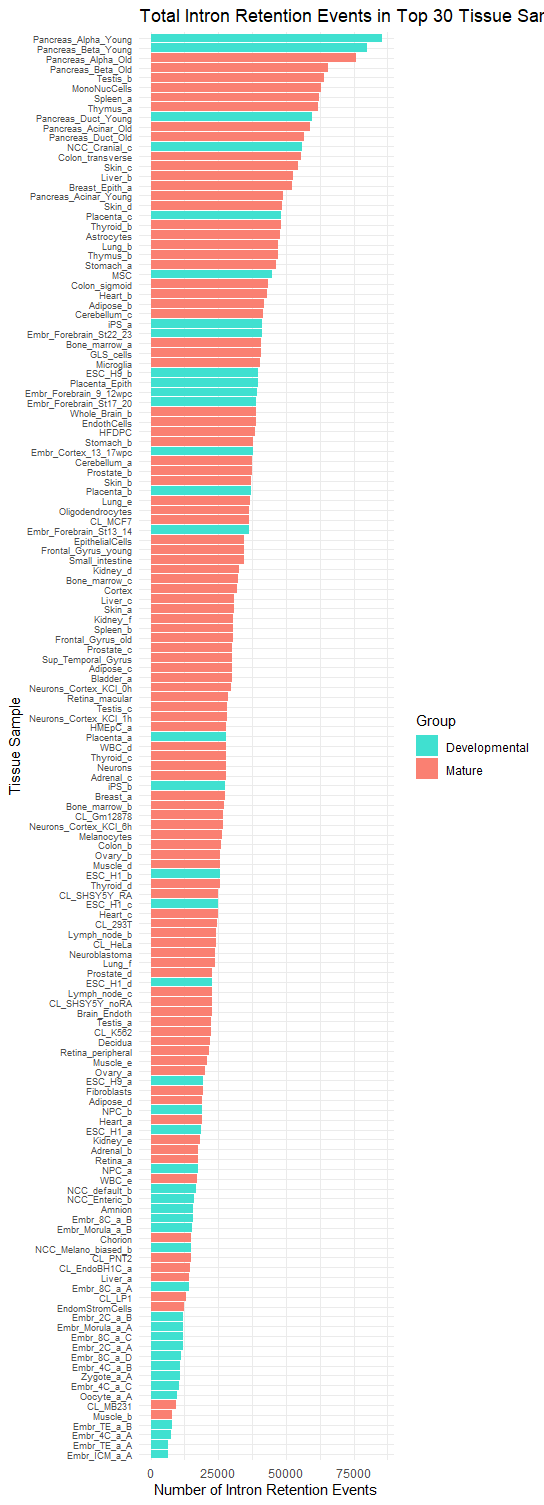 Total Intron Retention Events in Top 30 Tissue Sar
Pancreas_Alpha_Young
Pancreas_Beta_Young
Pancreas_Alpha_Old
Pancreas_Beta_Old
Testis_b
MonoNucCells
Spleen_a
Thymus_a
Pancreas_Duct_Young
Pancreas_Acinar_Old
Pancreas_Duct_Old
NCC_Cranial_c
Colon_transverse
Skin_c
Liver_b
Breast_Epith_a
Pancreas_Acinar_Young
Skin_d
Placenta_c
Thyroid_b
Astrocytes
Lung_b
Thymus_b
Stomach_a
MSC
Colon_sigmoid
Heart_b
Adipose_b
Cerebellum_c
iPS_a
Embr_Forebrain_St22_23
Bone_marrow_a
GLS_cells
Microglia
ESC_H9_b
Placenta_Epith
Embr_Forebrain_9_12wpc
Embr_Forebrain_St17_20
Whole_Brain_b
EndothCells
HFDPC
Stomach_b
Embr_Cortex_13_17wpc
Cerebellum_a
Prostate_b
Skin_b
Placenta_b
Lung_e
Oligodendrocytes
CL_MCF7
Embr_Forebrain_St13_14
EpithelialCells
Frontal_Gyrus_young
Small_intestine
Kidney_d
Bone_marrow_c
Cortex
Liver_c
Skin_a
Kidney_f
Spleen_b
Frontal_Gyrus_old
Prostate_c
Sup_Temporal_Gyrus
Adipose_c
Bladder_a
Neurons_Cortex_KCl_0h
Retina_macular
Testis_c
Neurons_Cortex_KCl_1h
HMEpC_a
Placenta_a
WBC_d
Thyroid_c
Neurons
Adrenal_c
iPS_b
Breast_a
Bone_marrow_b
CL_Gm12878
Neurons_Cortex_KCl_6h
Melanocytes
Colon_b
Ovary_b
Muscle_d
ESC_H1_b
Thyroid_d
CL_SHSY5Y_RA
ESC_H1_c
Heart_c
CL_293T
Lymph_node_b
CL_HeLa
Neuroblastoma
Lung_f
Prostate_d
ESC_H1_d
Lymph_node_c
CL_SHSY5Y_noRA
Brain_Endoth
Testis_a
CL_K562
Decidua
Retina_peripheral
Muscle_e
Ovary_a
ESC_H9_a
Fibroblasts
Adipose_d
NPC_b
Heart_a
ESC_H1_a
Kidney_e
Adrenal_b
Retina_a
NPC_a
WBC_e
NCC_default_b
NCC_Enteric_b
Amnion
Embr_8C_a_B
Embr_Morula_a_B
Chorion
NCC_Melano_biased_b
CL_PNT2
CL_EndoBH1C_a
Liver_a
Embr_8C_a_A
CL_LP1
EndomStromCells
Embr_2C_a_B
Embr_Morula_a_A
Embr_8C_a_C
Embr_2C_a_A
Embr_8C_a_D
Embr_4C_a_B
Zygote_a_A
Embr_4C_a_C
Oocyte_a_A
CL_MB231
Muscle_b
Embr_TE_a_B
Embr_4C_a_A
Embr_TE_a_A
Embr_ICM_a_A
Tissue Sample
0 25000 50000 75000
Number of Intron Retention Events
Group
Developmental
Mature